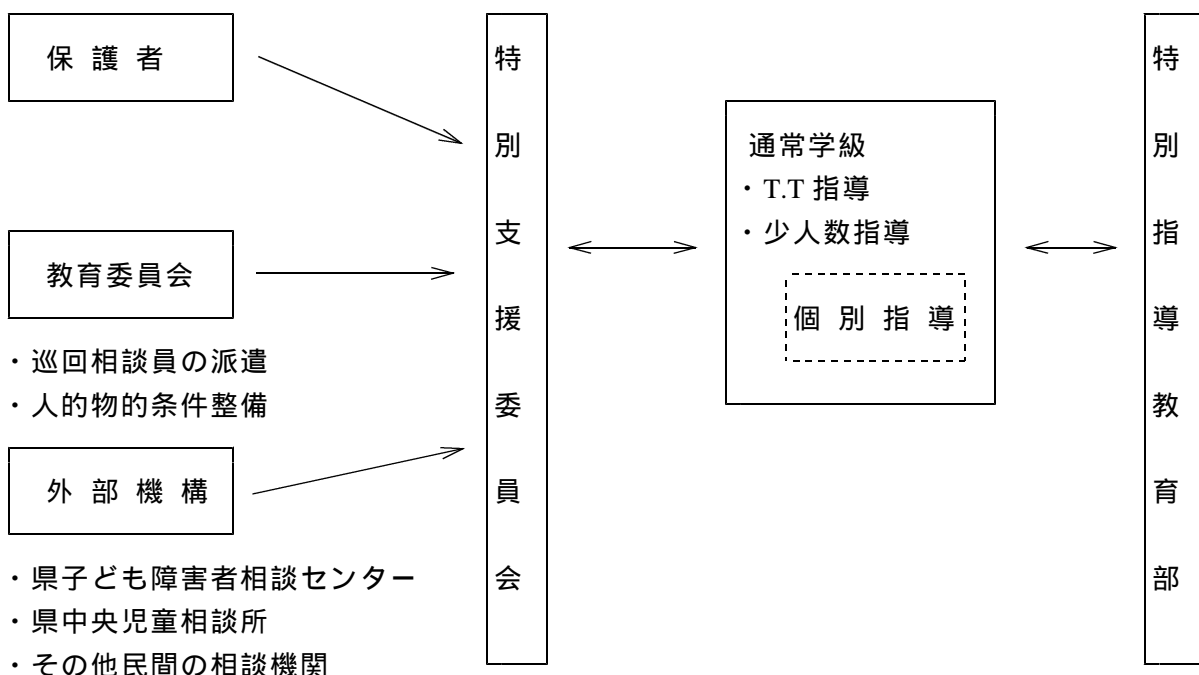 保護者
教育委員会
・巡回相談員の派遣
・人的物的条件整備
外部機構
・県子ども障害者相談センター
・県中央児童相談所
・その他民間の相談機関
特別支援委員会
通常学級
・T.T 指導
・少人数指導
個別指導
特別指導教育部